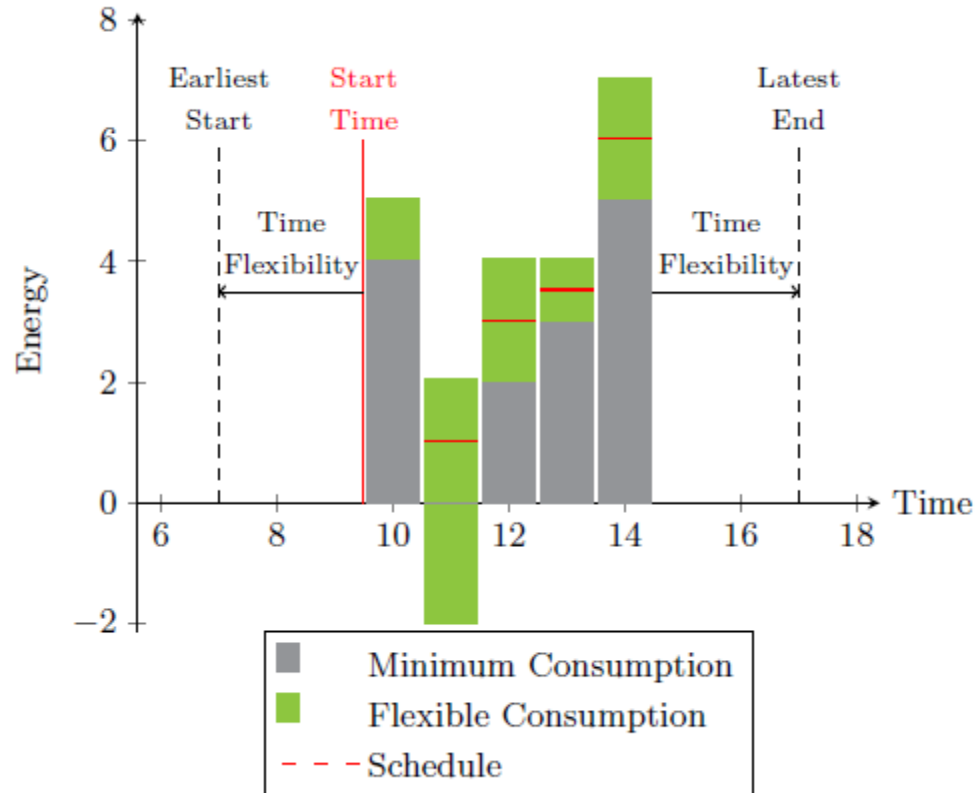 8
Earliest
Start
Start
Time
Latest
End
6
Time
Flexibility
Time
Flexibility
4
Energy
2
0
Time
6 8 10 12 14 16 18
−2
Minimum Consumption
Flexible Consumption
Schedule